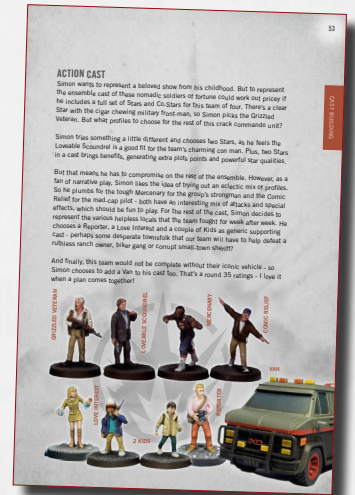 53
CAST BUILDING
ACTION CAST
Simon wants to represent a beloved show from his childhood. But to represent
the ensemble cast of these nomadic soldiers of fortune could work out pricey if
he includes a full set of Stars and Co-Stars for this team of four. There's a clear
Star with the cigar chewing military front-man, so Simon picks the Grizzled
Veteran. But what profiles to choose for the rest of this crack commando unit?
Simon tries something a little different and chooses two Stars, as he feels the
Loveable Scoundrel is a good fit for the team's charming con man. Plus, two Stars
in a cast brings benefits, generating extra plot points and powerful star qualities.
But that means he has to compromise on the rest of the ensemble. However, as a
fan of narrative play, Simon likes the idea of trying out an eclectic mix of profiles.
So he plumbs for the tough Mercenary for the group's strongman and the Comic
Relief for the mad-cap pilot - both have an interesting mix of attacks and special
effects, which should be fun to play. For the rest of the cast, Simon decides to
represent the various helpless locals that the team fought for week after week. He
chooses a Reporter, a Love Interest and a couple of Kids as generic supporting
Cast - perhaps some desperate townsfolk that our team will have to help defeat a
ruthless ranch owner, biker gang or corrupt small-town sheriff?
And finally, this team would not be complete without their iconic vehicle - so
Simon chooses to add a Van to his cast too. That's a round 35 ratings - I love it
when a plan comes together!
GRIZZLED VETERAN
LOVEABLE SCOUNDREL
MERCENARY
COMIC RELIEF
VAN
LOVE INTEREST
2 KIDS
REPORTER